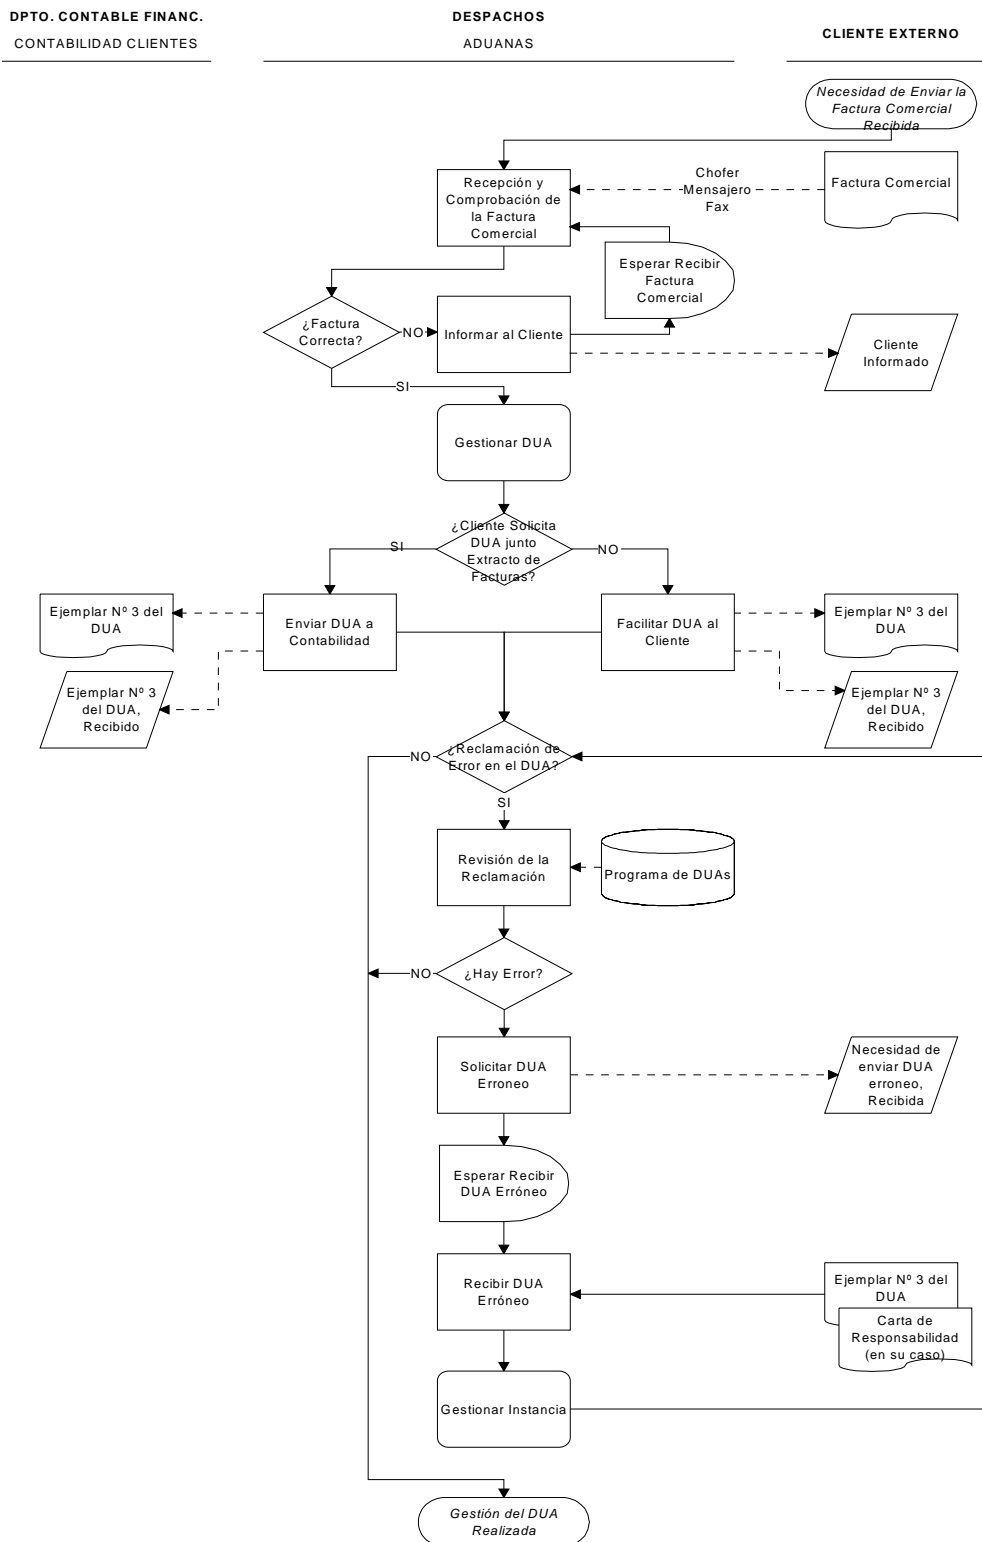 DPTO. CONTABLE FINANC.
CONTABILIDAD CLIENTES
DESPACHOS
ADUANAS
CLIENTE EXTERNO
Necesidad de Enviar la
Factura Comercial
Recibida
Recepción y
Comprobación de
la Factura
Comercial
Chofer
Mensajero
Fax
Factura Comercial
Esperar Recibir
Factura
Comercial
¿Factura
Correcta?
NO
Informar al Cliente
Cliente
Informado
SI
Gestionar DUA
¿Cliente Solicita
DUA junto
Extracto de
Facturas?
SI
NO
Ejemplar Nº 3 del
DUA
Enviar DUA a
Contabilidad
Facilitar DUA al
Cliente
Ejemplar Nº 3 del
DUA
Ejemplar Nº 3
del DUA,
Recibido
Ejemplar Nº 3
del DUA,
Recibido
¿Reclamación de
Error en el DUA?
NO
SI
Revisión de la
Reclamación
Programa de DUAs
¿Hay Error?
NO
Solicitar DUA
Erroneo
Necesidad de
enviar DUA
erroneo,
Recibida
Esperar Recibir
DUA Erróneo
Recibir DUA
Erróneo
Ejemplar Nº 3 del
DUA
Carta de
Responsabilidad
(en su caso)
Gestionar Instancia
Gestión del DUA
Realizada